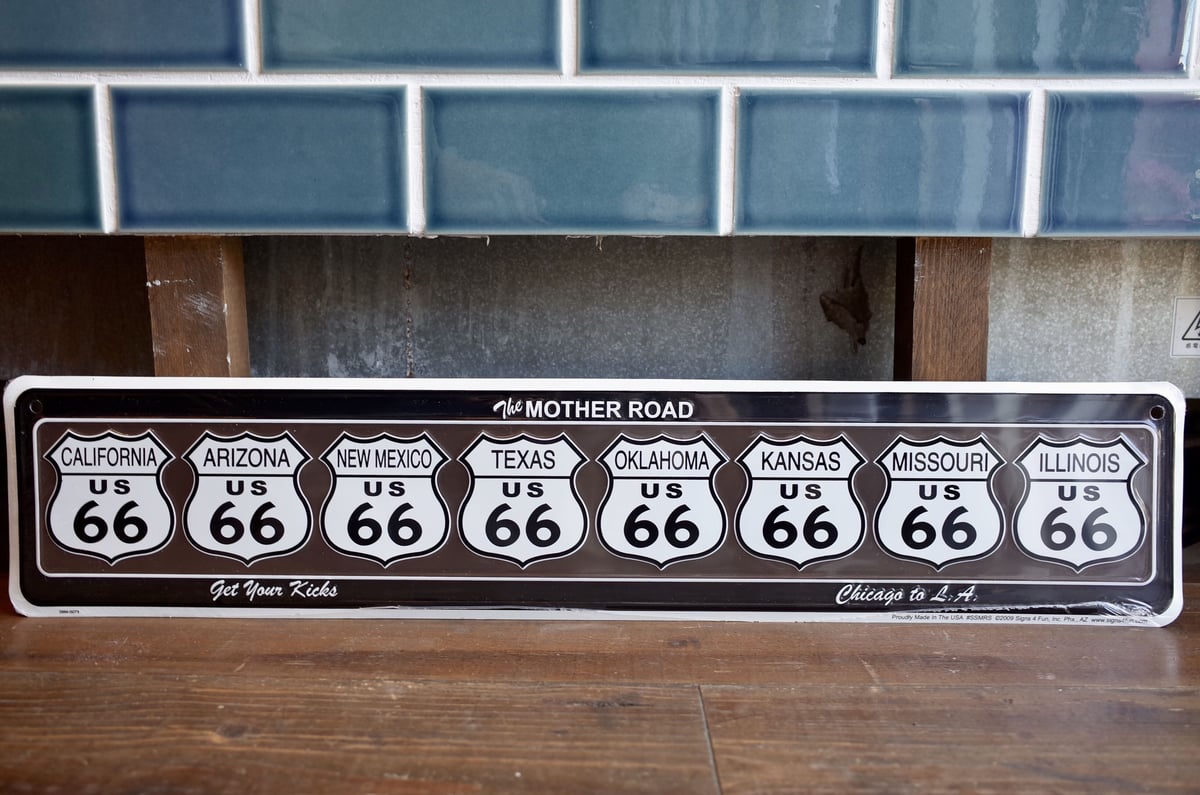 The MOTHER ROAD
CALIFORNIA ARIZONA NEW MEXICO TEXAS OKLAHOMA KANSAS MISSOURI ILLINOIS
US US US US US US US US
66 66 66 66 66 66 66 66
Get Your Kicks Chicago to L.A.
Proudly Made In The USA #SSMRS ©2009 Signs 4 Fun, Inc. Phx., AZ